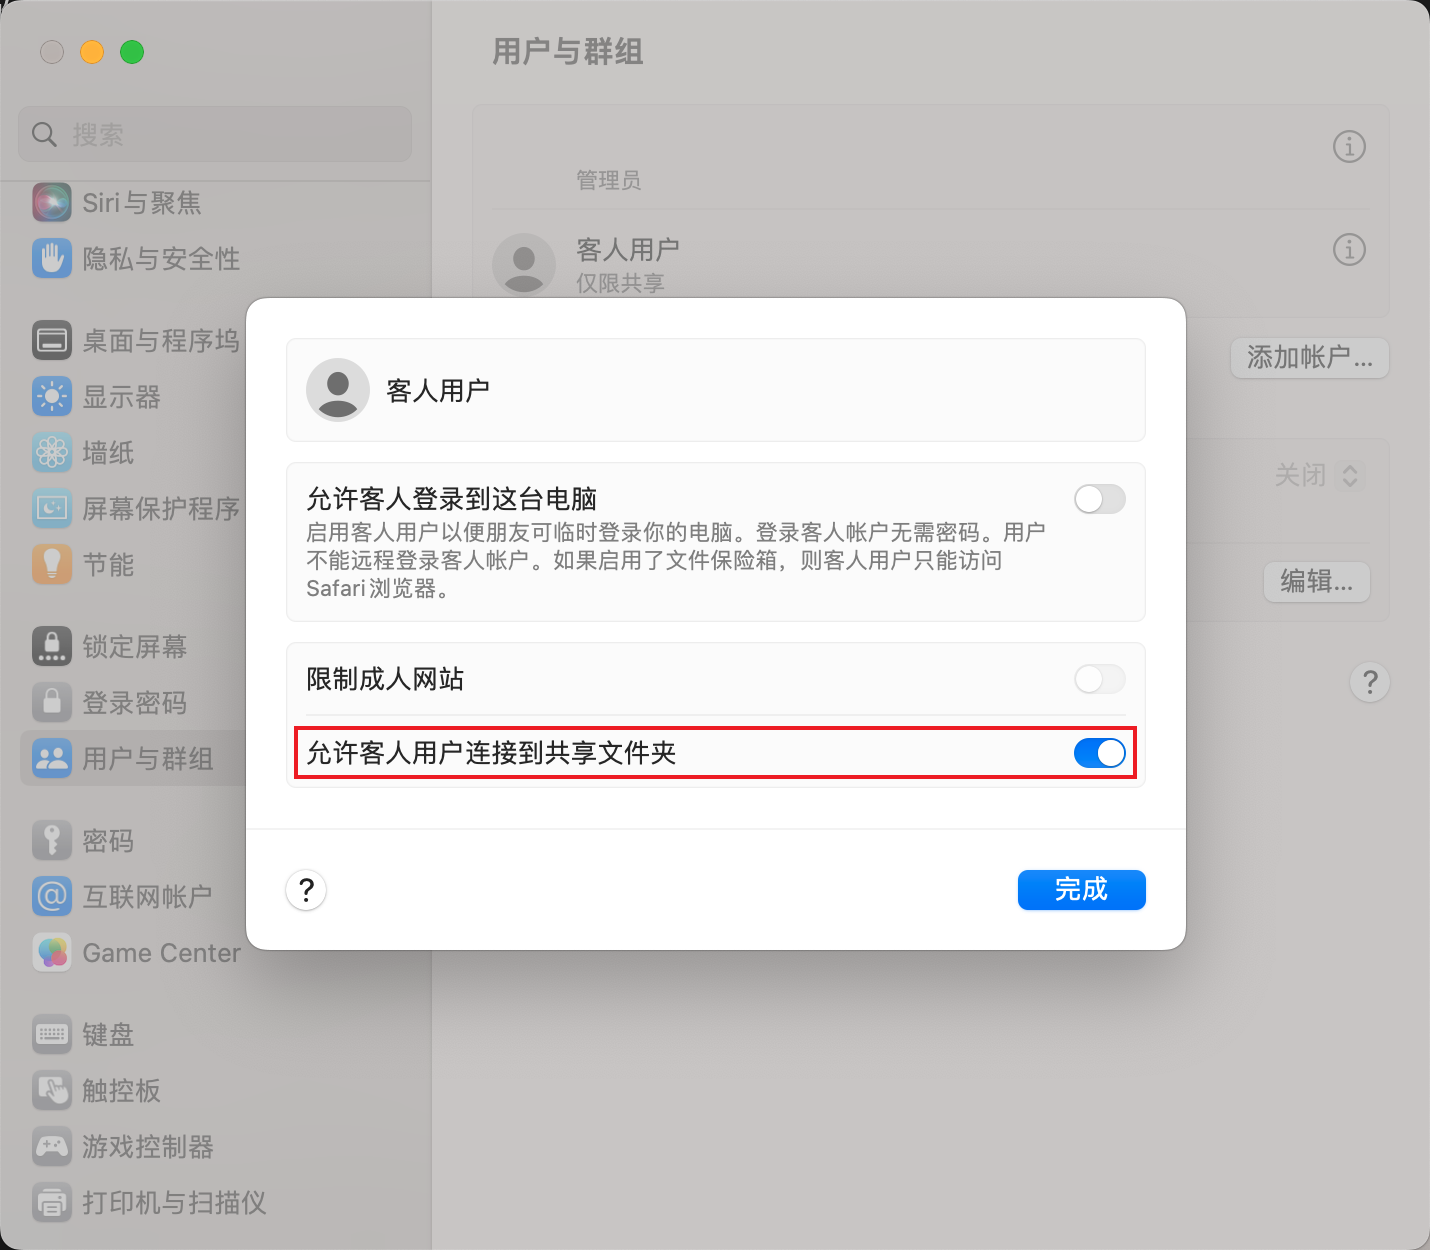 用户与群组
搜索
Siri与聚焦
隐私与安全性
桌面与程序坞
显示器
墙纸
屏幕保护程序
节能
锁定屏幕
登录密码
用户与群组
密码
互联网帐户
Game Center
键盘
触控板
游戏控制器
打印机与扫描仪
管理员
客人用户
仅限共享
添加帐户...
关闭
编辑...
?
客人用户
允许客人登录到这台电脑
启用客人用户以便朋友可临时登录你的电脑。登录客人帐户无需密码。用户
不能远程登录客人帐户。如果启用了文件保险箱，则客人用户只能访问
Safari浏览器。
限制成人网站
允许客人用户连接到共享文件夹
?
完成